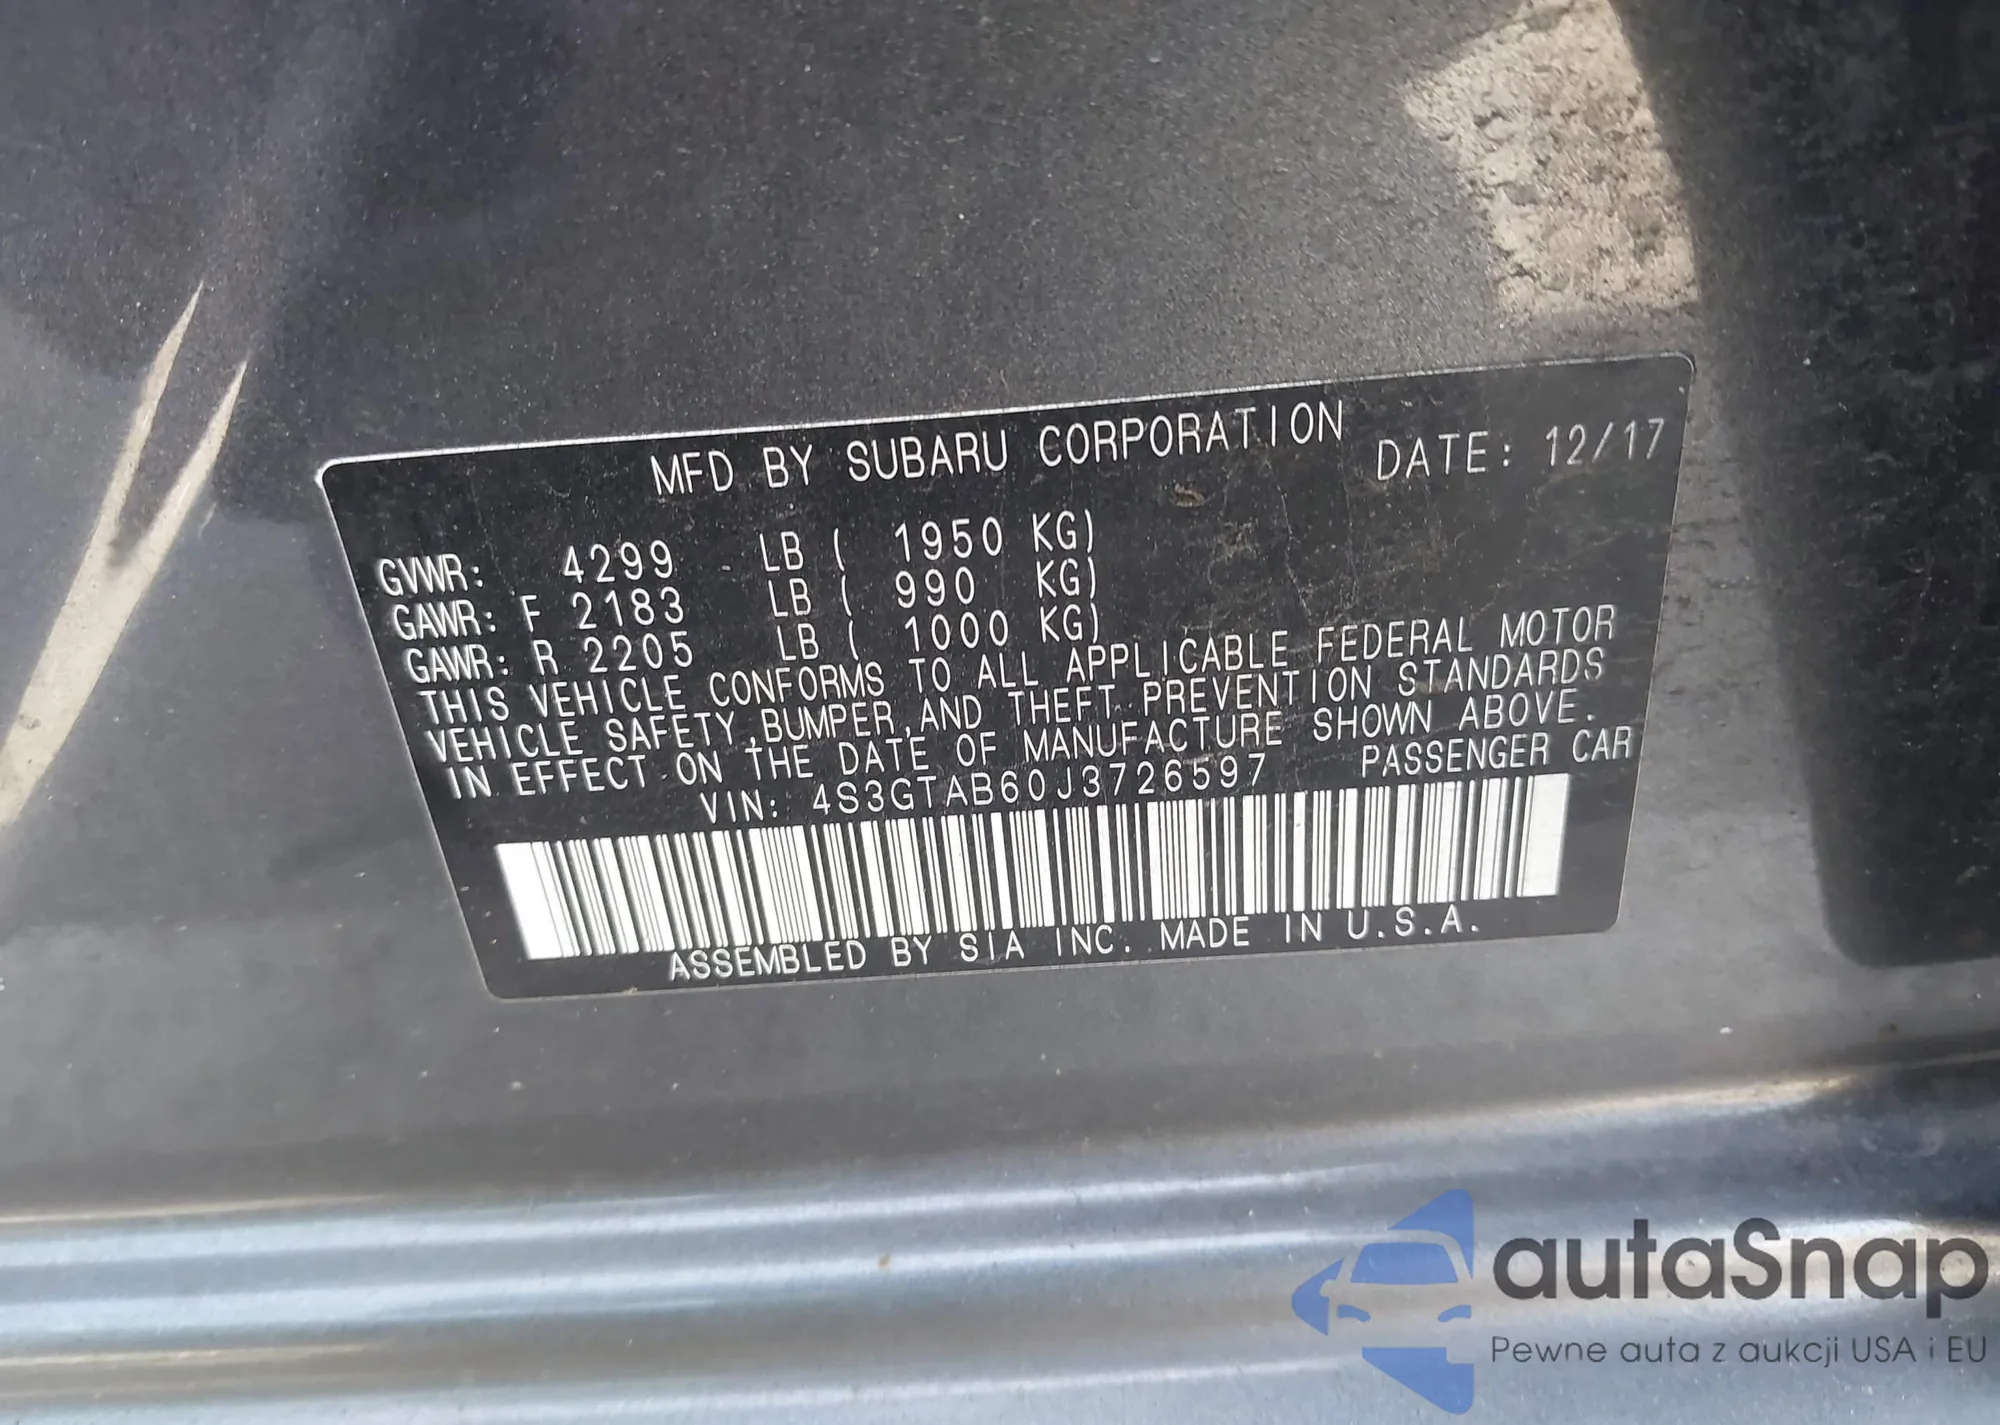 MFD BY SUBARU CORPORATION DATE: 12/17
GVWR: 4299 LB ( 1950 KG)
GAWR: F 2183 LB ( 990 KG)
GAWR: R 2205 LB ( 1000 KG)
THIS VEHICLE CONFORMS TO ALL APPLICABLE FEDERAL MOTOR
VEHICLE SAFETY,BUMPER,AND THEFT PREVENTION STANDARDS
IN EFFECT ON THE DATE OF MANUFACTURE SHOWN ABOVE.
VIN: 4S3GTAB60J3726597 PASSENGER CAR
ASSEMBLED BY SIA INC. MADE IN U.S.A.
autaSnap
Pewne auta z aukcji USA i EU